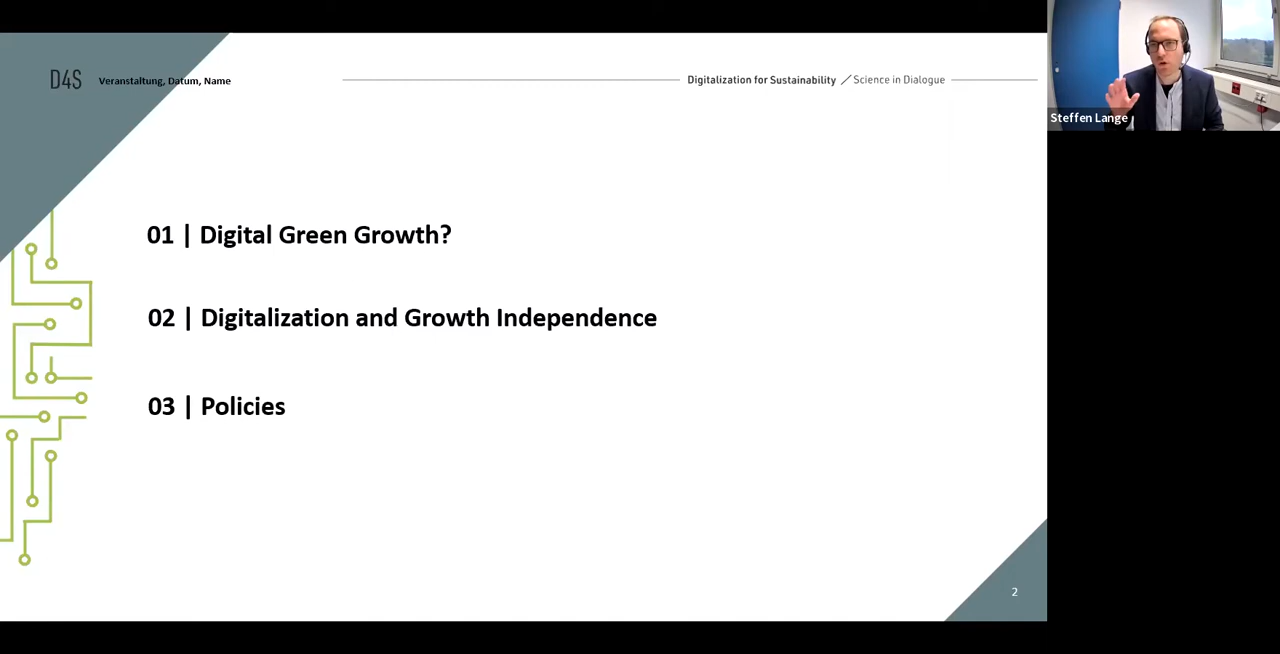 D4S Veranstaltung, Datum, Name
Digitalization for Sustainability / Science in Dialogue
Steffen Lange
01 | Digital Green Growth?
02 | Digitalization and Growth Independence
03 | Policies
2